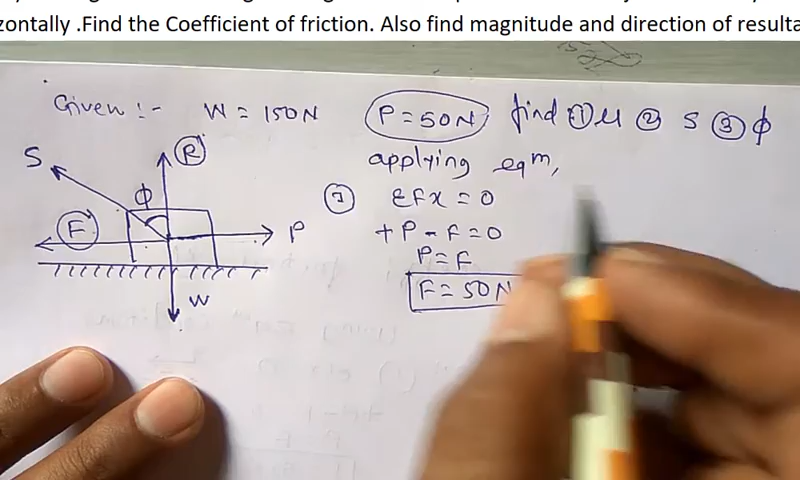 zontally .Find the Coefficient of friction. Also find magnitude and direction of resulta
Given :- W = 150N P = 50N find ① μ ② S ③ ϕ
applying eqm,
① ΣFx = 0
+P - F = 0
P = F
F = 50N
S
R
ϕ
F
P
W